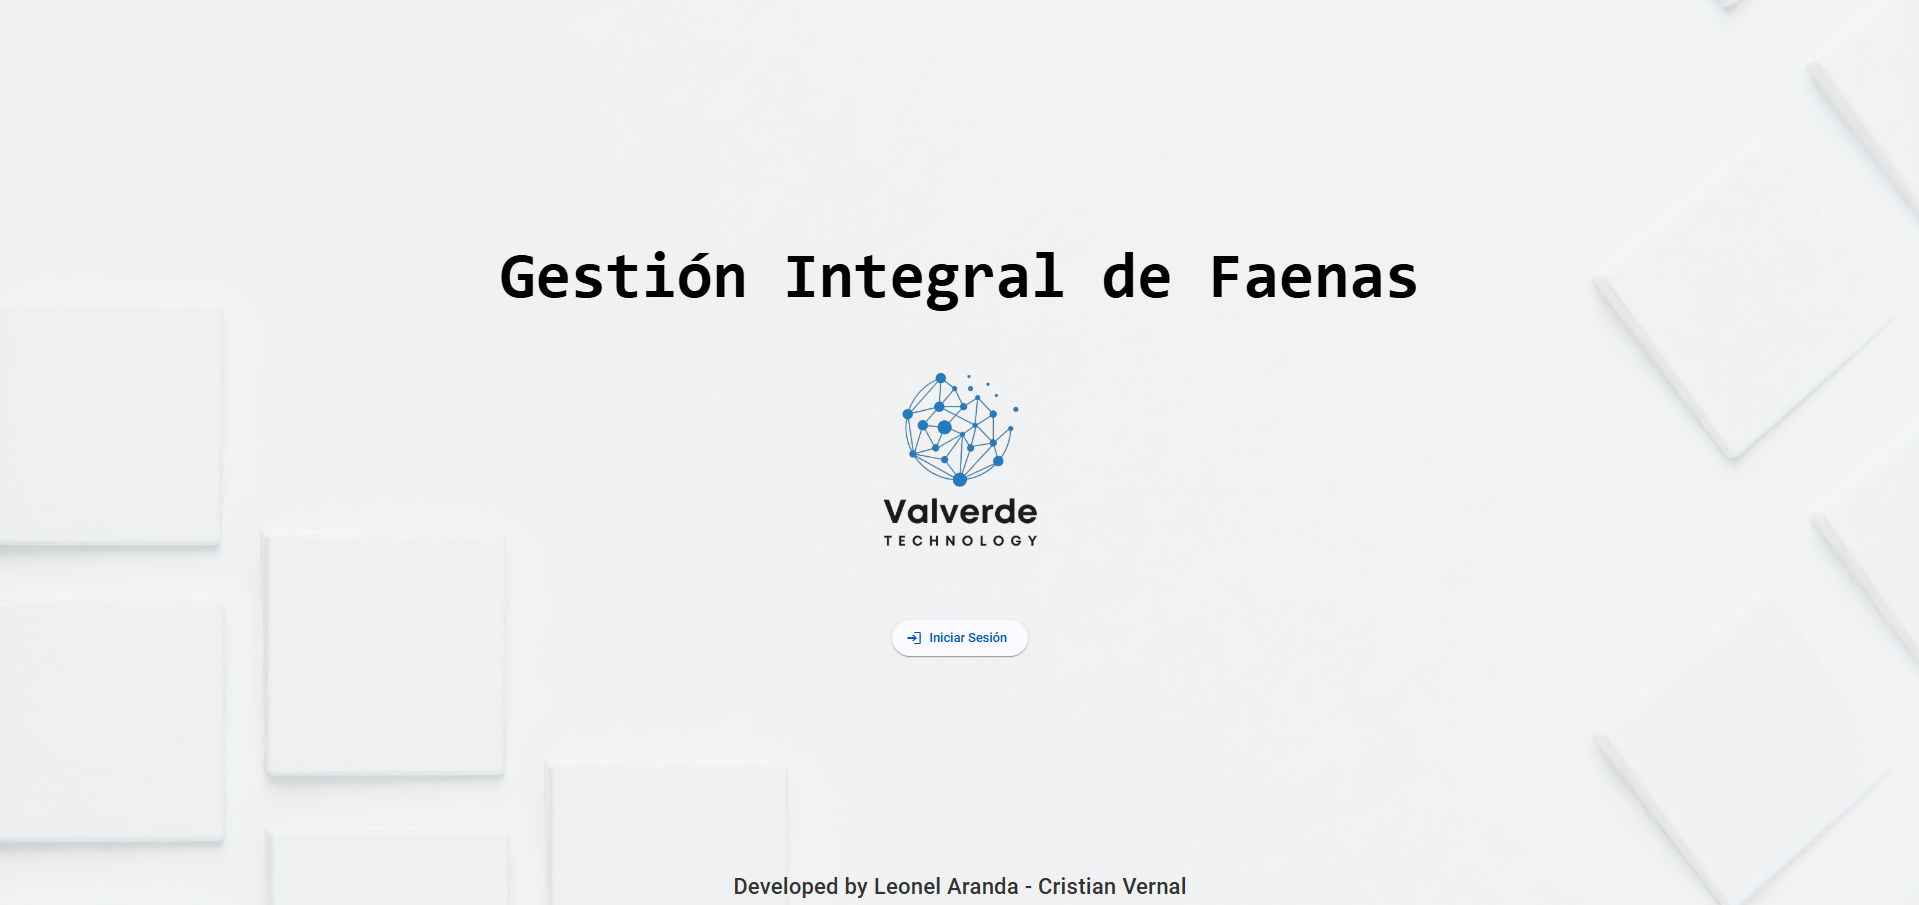 Gestión Integral de Faenas
Valverde
TECHNOLOGY
Iniciar Sesión
Developed by Leonel Aranda - Cristian Vernal